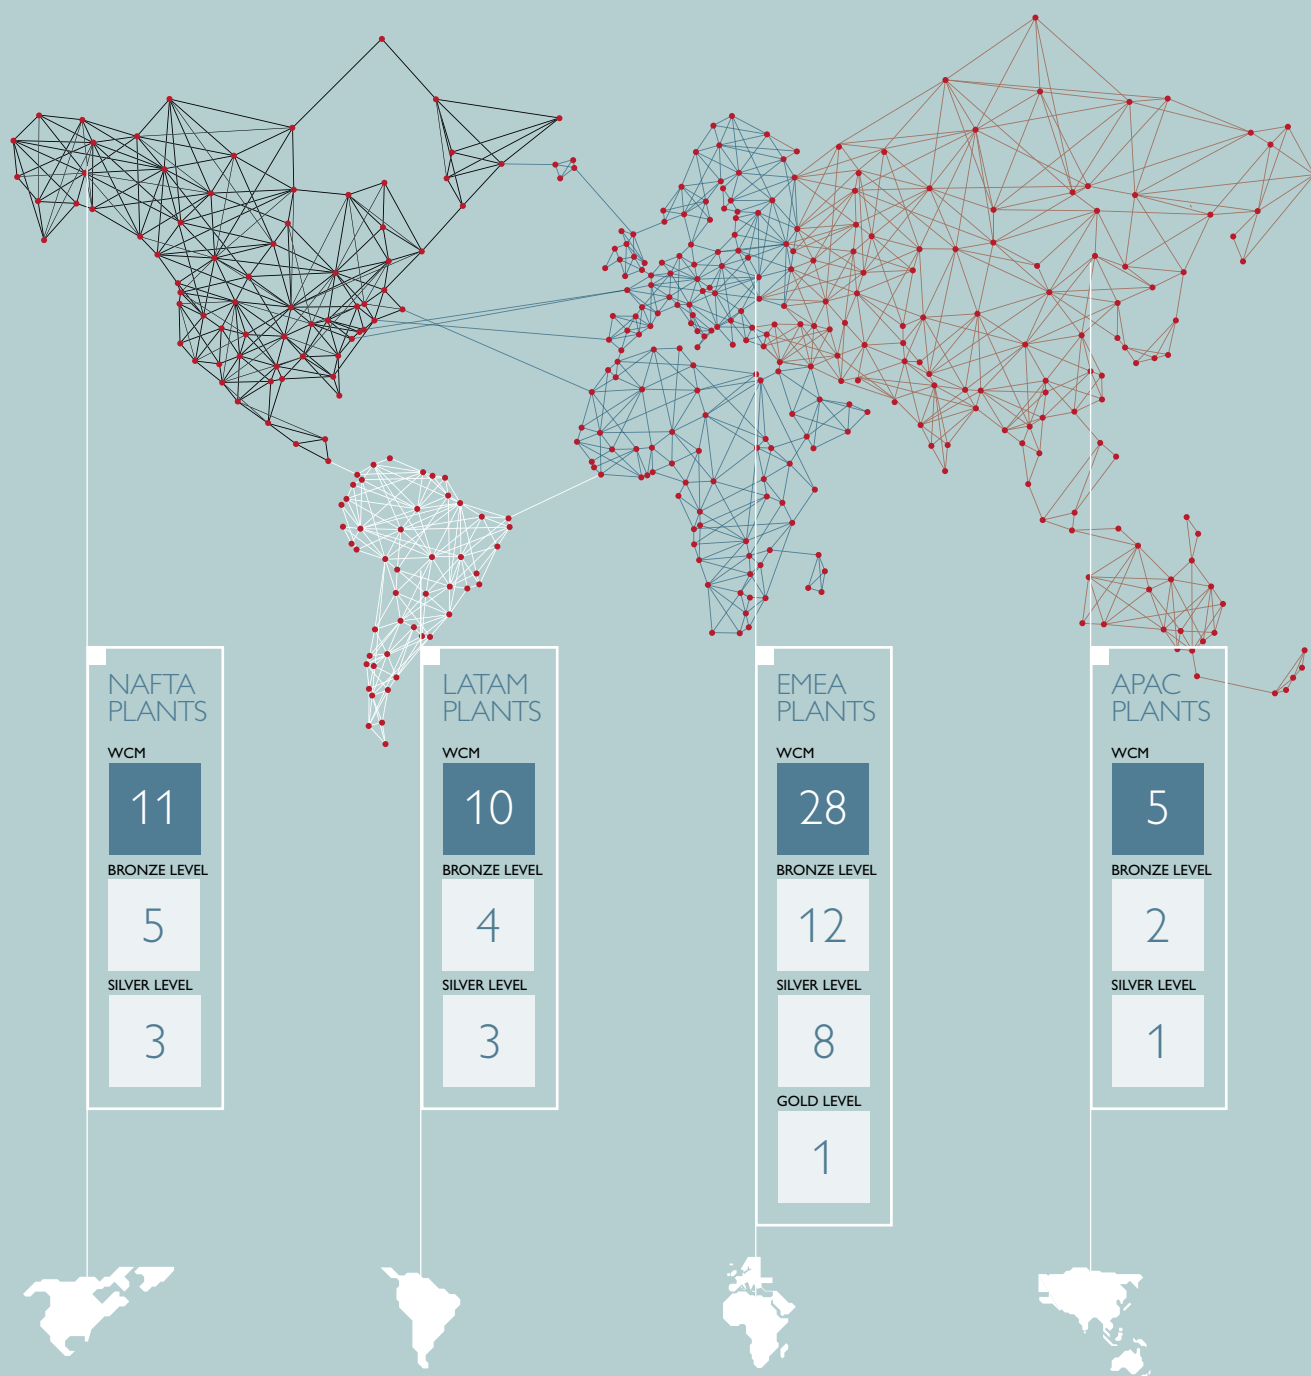 NAFTA
PLANTS
WCM
11
BRONZE LEVEL
5
SILVER LEVEL
3
LATAM
PLANTS
WCM
10
BRONZE LEVEL
4
SILVER LEVEL
3
EMEA
PLANTS
WCM
28
BRONZE LEVEL
12
SILVER LEVEL
8
GOLD LEVEL
1
APAC
PLANTS
WCM
5
BRONZE LEVEL
2
SILVER LEVEL
1